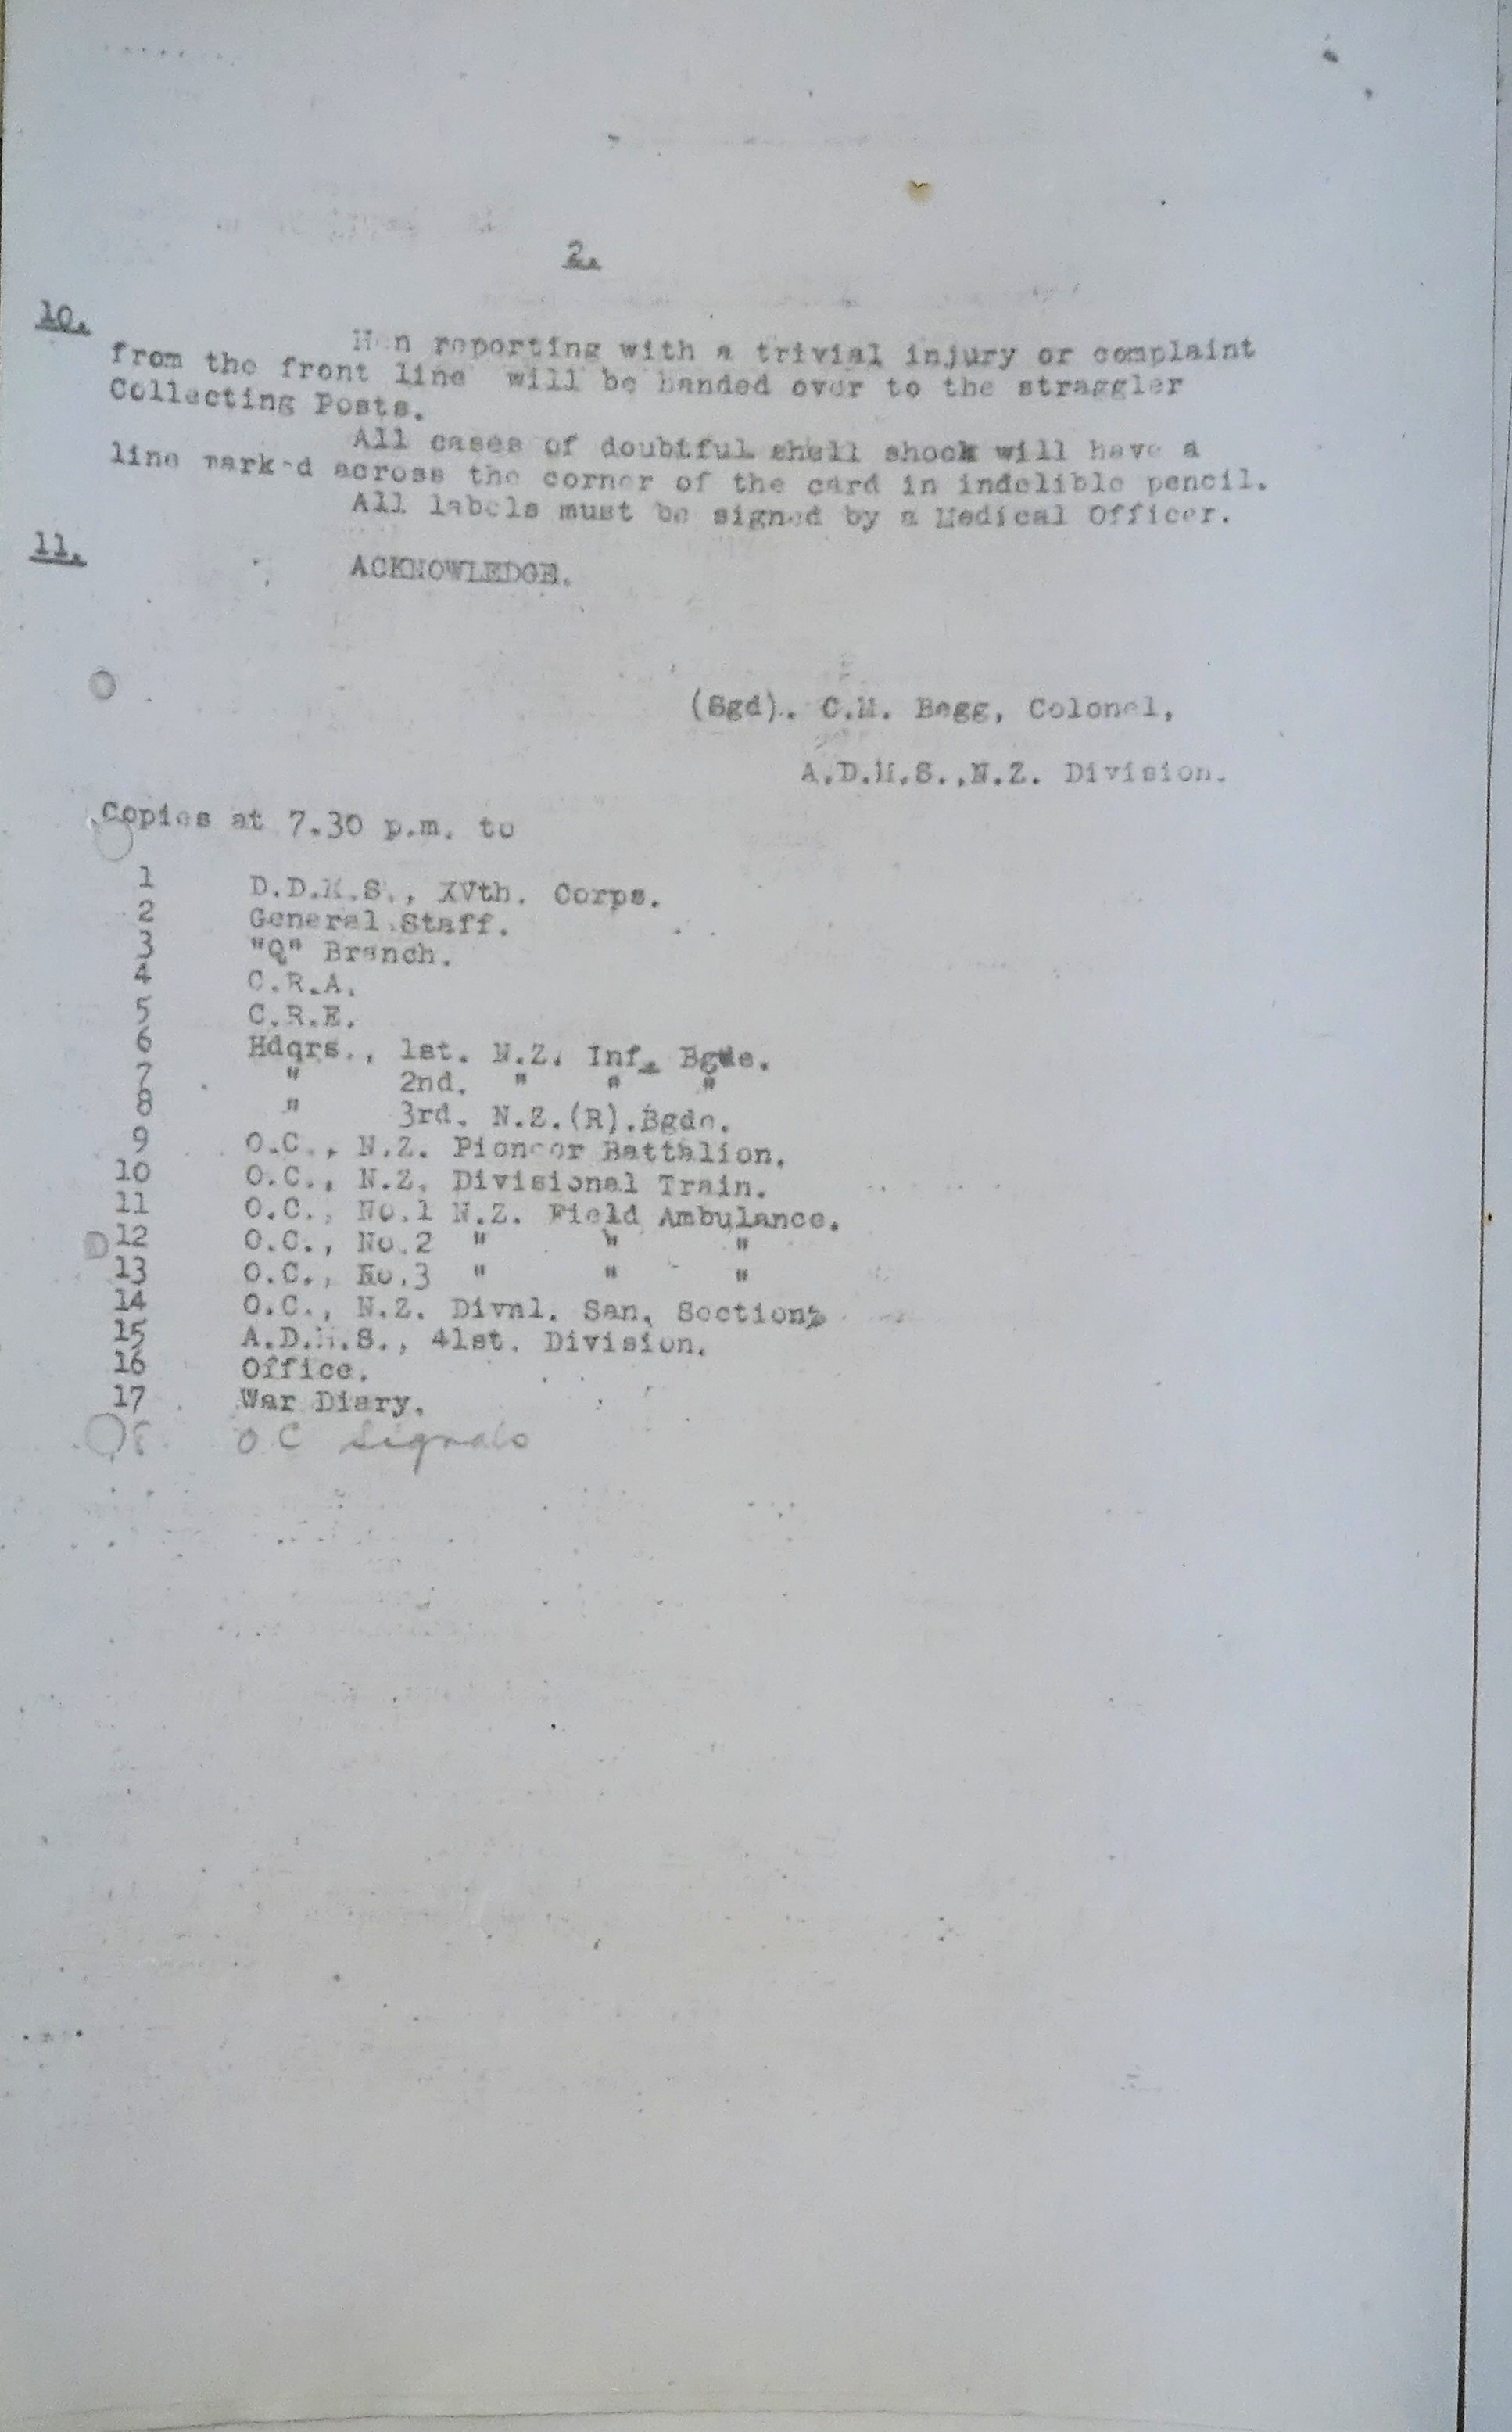 2.
10.
Men reporting with a trivial injury or complaint
from the front line will be handed over to the straggler
Collecting Posts.
All cases of doubtful shell shock will have a
line marked across the corner of the card in indelible pencil.
All labels must be signed by a Medical Officer.
11.
ACKNOWLEDGE.
(Sgd). C.M. Begg, Colonel,
A.D.M.S.,N.Z. Division.
Copies at 7.30 p.m. to
1 D.D.M.S., XVth. Corps.
2 General Staff.
3 "Q" Branch.
4 C.R.A.
5 C.R.E.
6 Hdqrs., 1st. N.Z. Inf. Bgde.
7 " 2nd. " " "
8 " 3rd. N.Z.(R).Bgde.
9 O.C., N.Z. Pioneer Battalion.
10 O.C., N.Z. Divisional Train.
11 O.C., No.1 N.Z. Field Ambulance.
12 O.C., No.2 " " "
13 O.C., No.3 " " "
14 O.C., N.Z. Divnl. San. Section
15 A.D.M.S., 41st. Division.
16 Office.
17 War Diary.
OC Signals